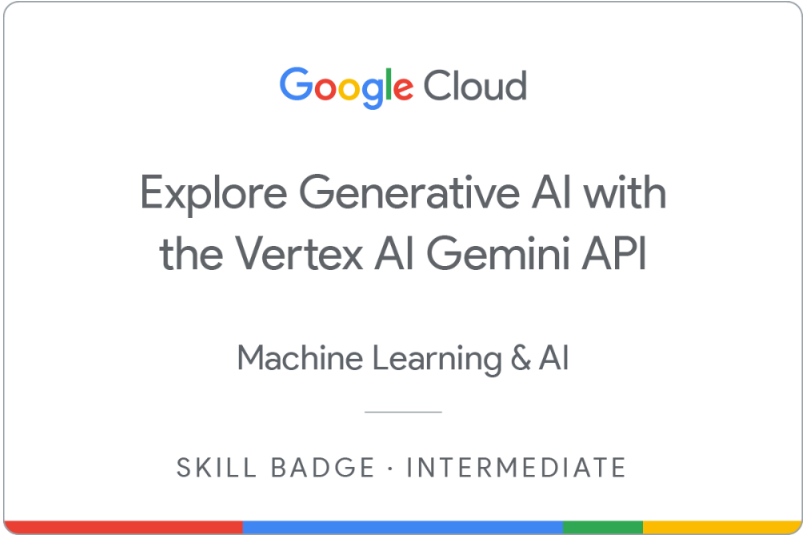 Google Cloud
Explore Generative AI with
the Vertex AI Gemini API
Machine Learning & AI
SKILL BADGE · INTERMEDIATE